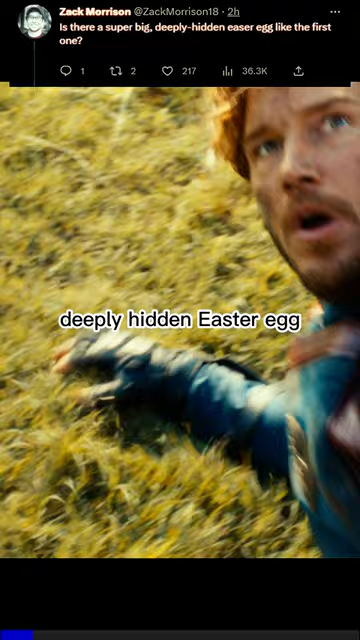 Zack Morrison @ZackMorrison18 · 2h
Is there a super big, deeply-hidden easer egg like the first
one?
1 2 217 36.3K
deeply hidden Easter egg